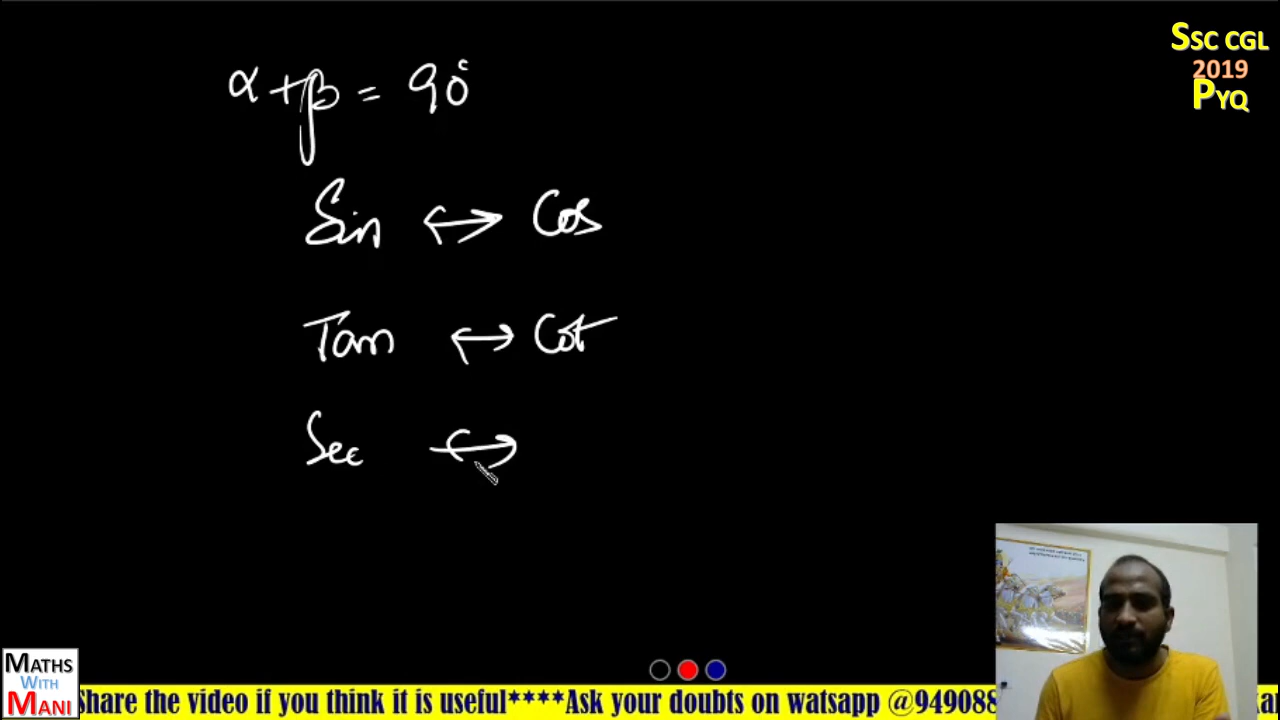 SSC CGL
2019
PYQ
α + β = 90°
Sin ↔ Cos
Tan ↔ Cot
Sec ↔
MATHS
WITH
MANI
Share the video if you think it is useful****Ask your doubts on watsapp @949088